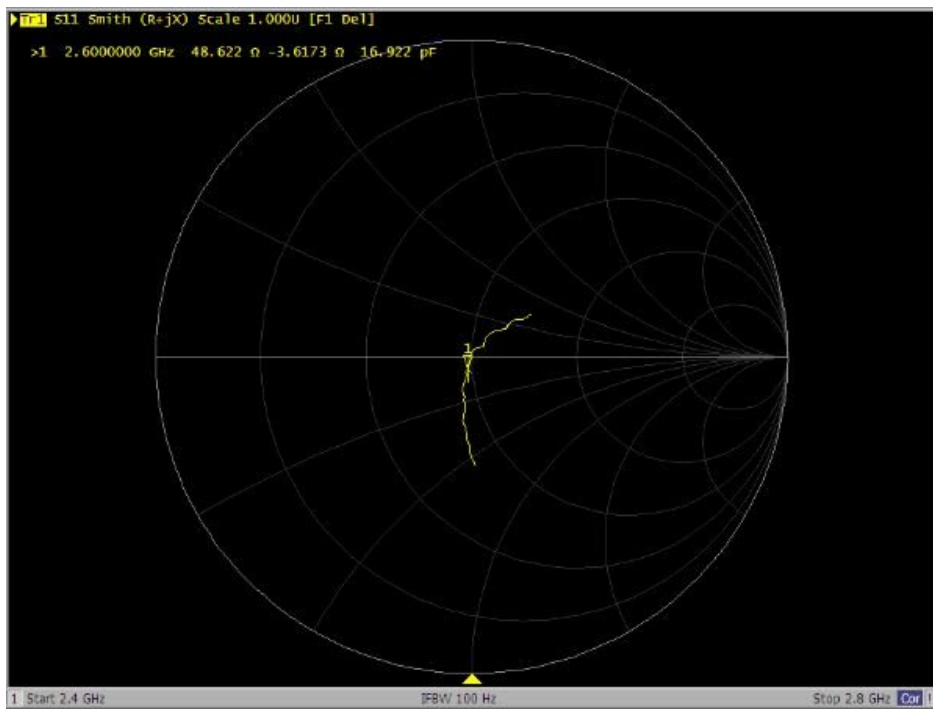 Tr1 S11 Smith (R+jX) Scale 1.000U [F1 Del]
>1 2.6000000 GHz 48.622 Ω -3.6173 Ω 16.922 pF
1
1 Start 2.4 GHz IFBW 100 Hz Stop 2.8 GHz Cor !